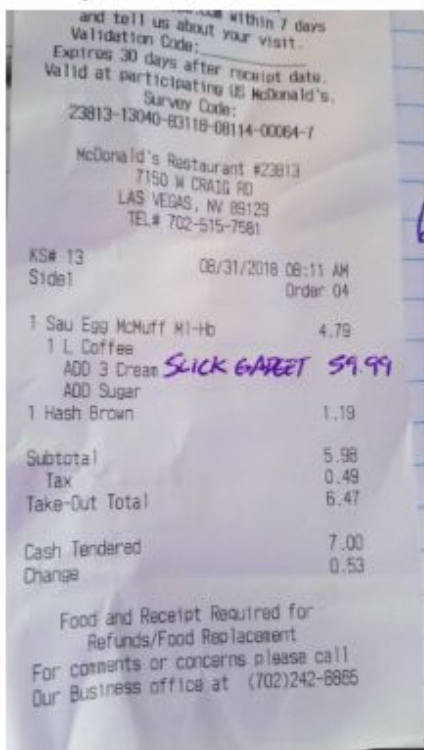 within 7 days
and tell us about your visit.
Validation Code:
Expires 30 days after receipt date.
Valid at participating US McDonald's.
Survey Code:
23813-13040-83118-08114-00064-7
McDonald's Restaurant #23813
7150 W CRAIG RD
LAS VEGAS, NV 89129
TEL# 702-515-7581
KS# 13 08/31/2018 08:11 AM
Side1 Order 04
1 Sau Egg McMuff Ml-Hb 4.79
1 L Coffee
ADD 3 Cream SLICK GADGET 59.99
ADD Sugar
1 Hash Brown 1.19
Subtotal 5.98
Tax 0.49
Take-Out Total 6.47
Cash Tendered 7.00
Change 0.53
Food and Receipt Required for
Refunds/Food Replacement
For comments or concerns please call
Our Business office at (702)242-6865